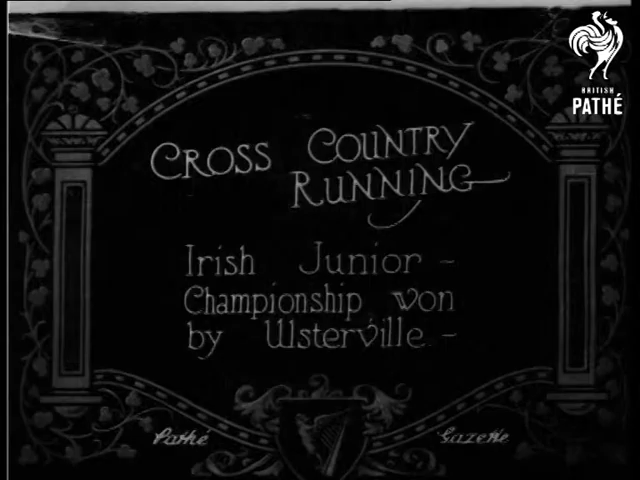 BRITISH
PATHÉ
CROSS COUNTRY
RUNNING
Irish Junior -
Championship won
by Ulsterville. -
Pathé Gazette